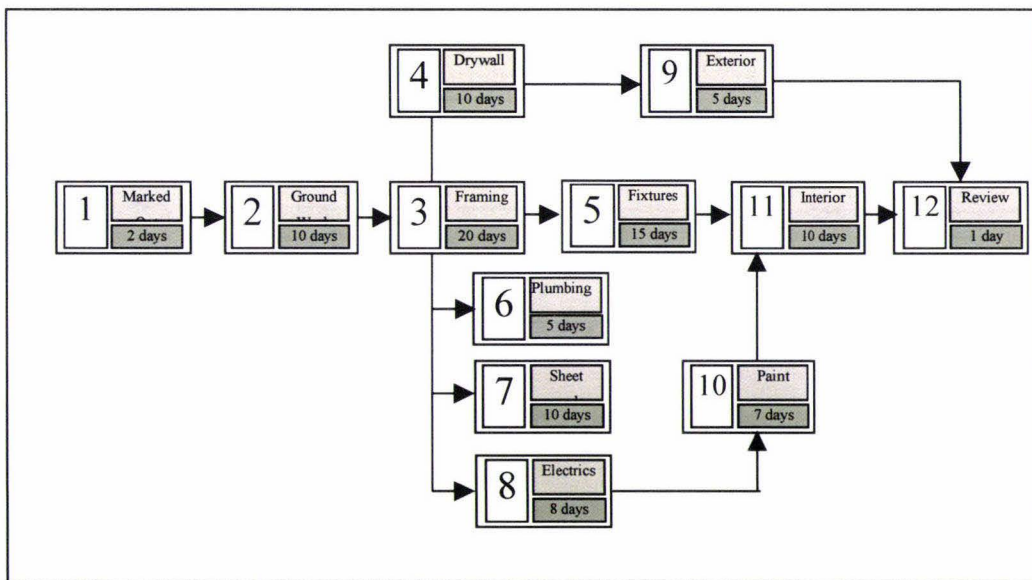 4
Drywall
10 days
9
Exterior
5 days
1
Marked
2 days
2
Ground
10 days
3
Framing
20 days
5
Fixtures
15 days
11
Interior
10 days
12
Review
1 day
6
Plumbing
5 days
7
Sheet
10 days
10
Paint
7 days
8
Electrics
8 days